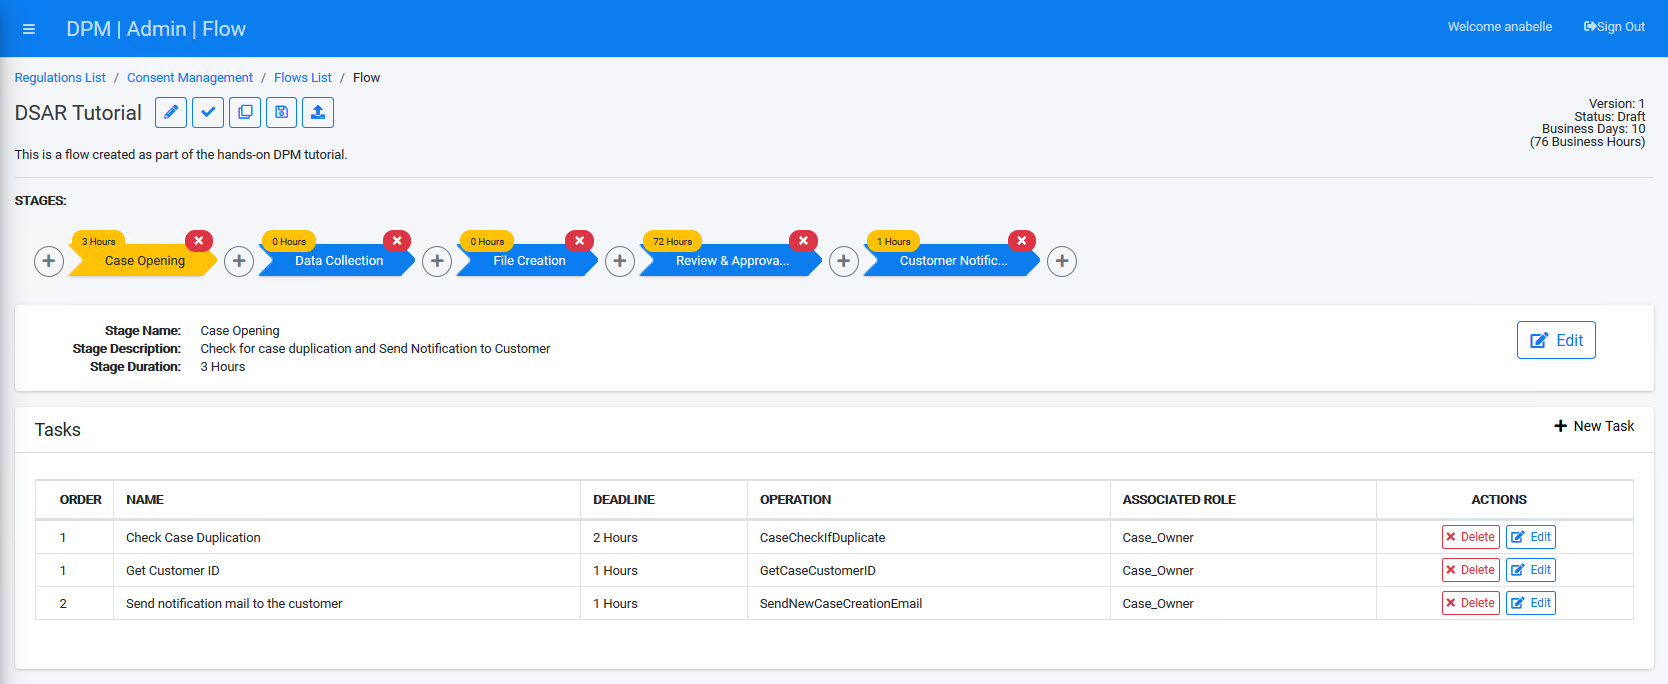 DPM | Admin | Flow
Welcome anabelle
Sign Out
Regulations List / Consent Management / Flows List / Flow
DSAR Tutorial
Version: 1
Status: Draft
Business Days: 10
(76 Business Hours)
This is a flow created as part of the hands-on DPM tutorial.
STAGES:
3 Hours
Case Opening
0 Hours
Data Collection
0 Hours
File Creation
72 Hours
Review & Approva...
1 Hours
Customer Notific...
Stage Name: Case Opening
Stage Description: Check for case duplication and Send Notification to Customer
Stage Duration: 3 Hours
Edit
Tasks
New Task
ORDER NAME DEADLINE OPERATION ASSOCIATED ROLE ACTIONS
1 Check Case Duplication 2 Hours CaseCheckIfDuplicate Case_Owner Delete Edit
1 Get Customer ID 1 Hours GetCaseCustomerID Case_Owner Delete Edit
2 Send notification mail to the customer 1 Hours SendNewCaseCreationEmail Case_Owner Delete Edit